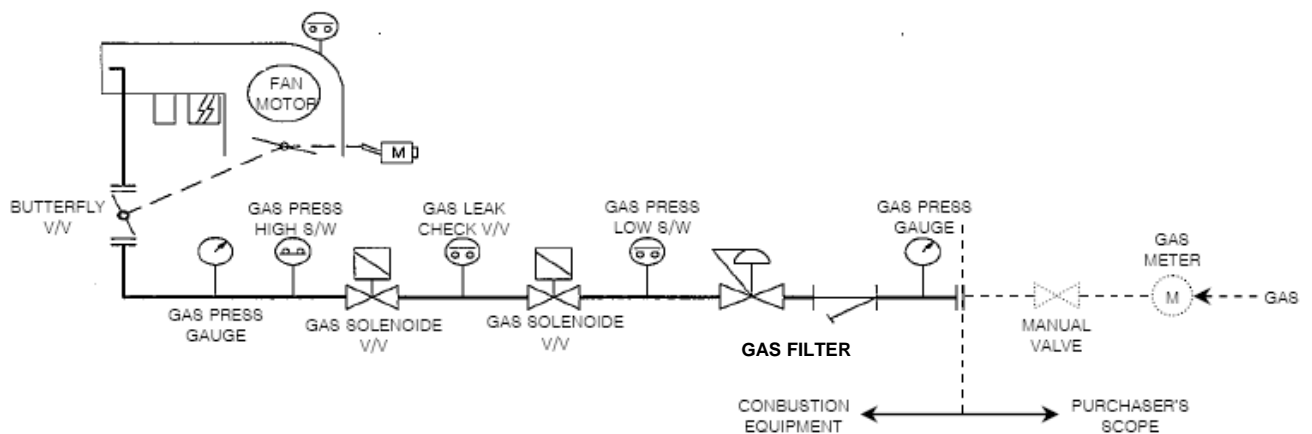 FAN
MOTOR
M
BUTTERFLY
V/V
GAS PRESS
HIGH S/W
GAS LEAK
CHECK V/V
GAS PRESS
LOW S/W
GAS PRESS
GAUGE
GAS
METER
M
GAS
GAS PRESS
GAUGE
GAS SOLENOIDE
V/V
GAS SOLENOIDE
V/V
GAS FILTER
MANUAL
VALVE
CONBUSTION
EQUIPMENT
PURCHASER'S
SCOPE